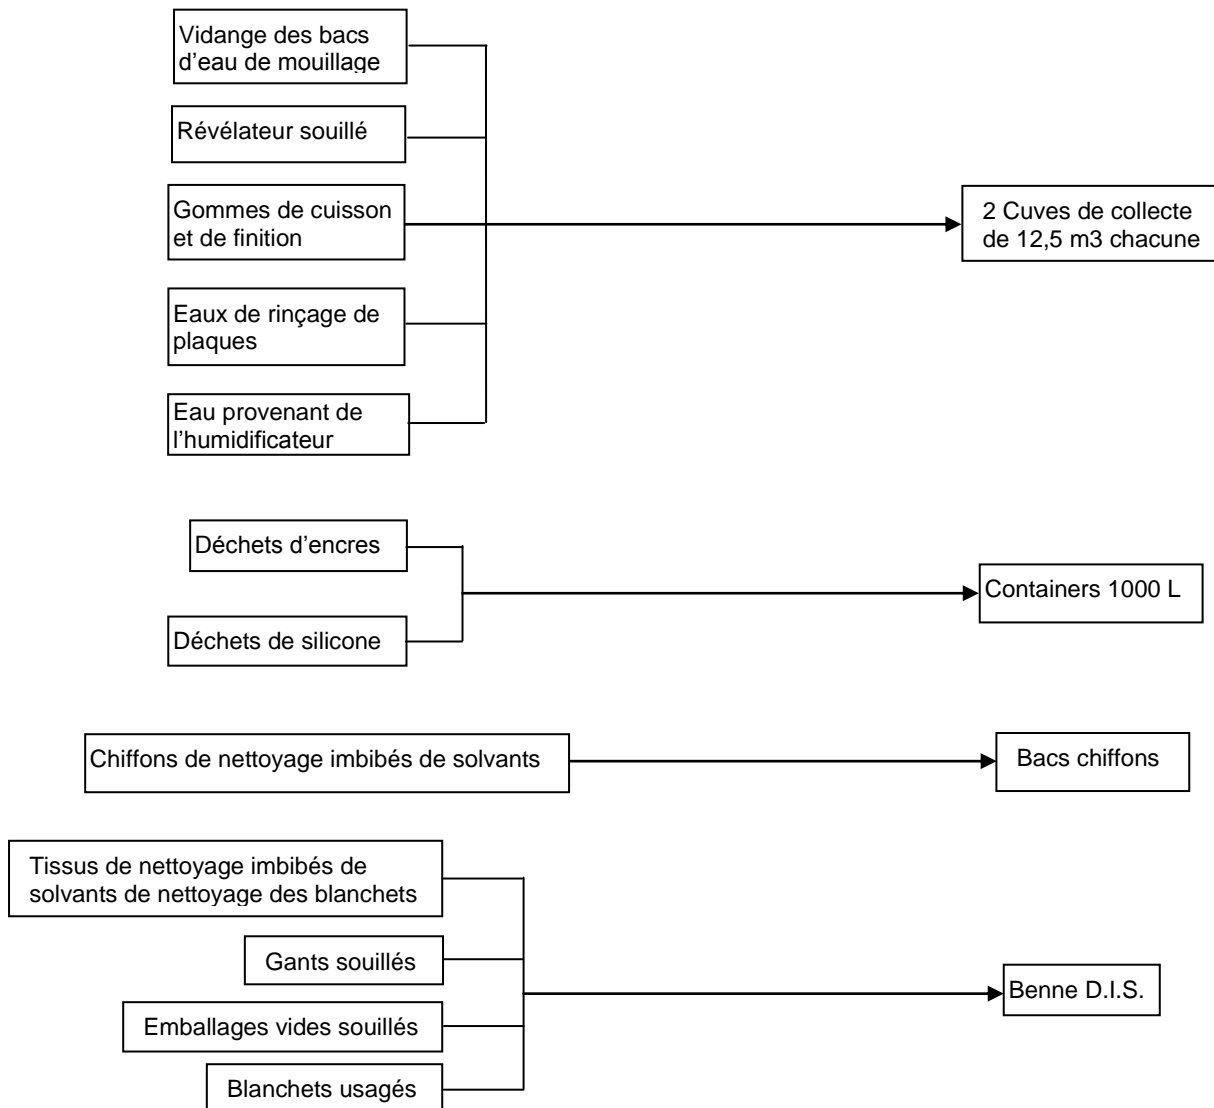 Vidange des bacs
d’eau de mouillage
Révélateur souillé
Gommes de cuisson
et de finition
2 Cuves de collecte
de 12,5 m3 chacune
Eaux de rinçage de
plaques
Eau provenant de
l’humidificateur
Déchets d’encres
Containers 1000 L
Déchets de silicone
Chiffons de nettoyage imbibés de solvants
Bacs chiffons
Tissus de nettoyage imbibés de
solvants de nettoyage des blanchets
Gants souillés
Benne D.I.S.
Emballages vides souillés
Blanchets usagés